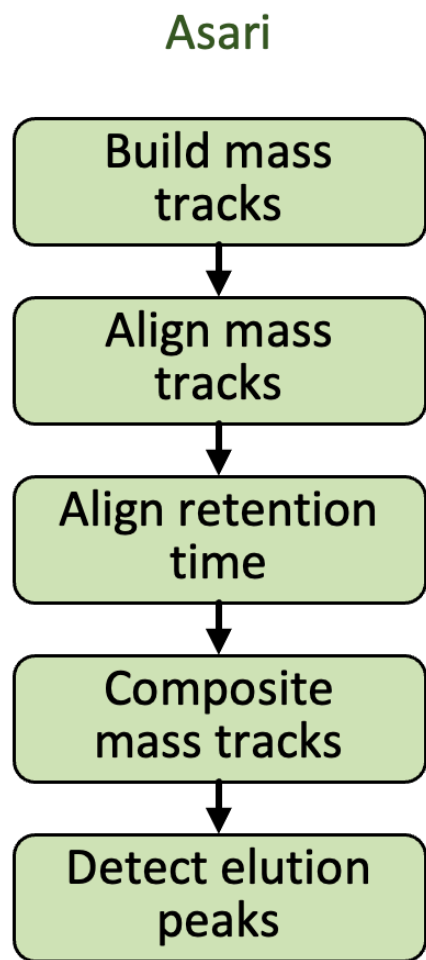 Asari
Build mass
tracks
Align mass
tracks
Align retention
time
Composite
mass tracks
Detect elution
peaks